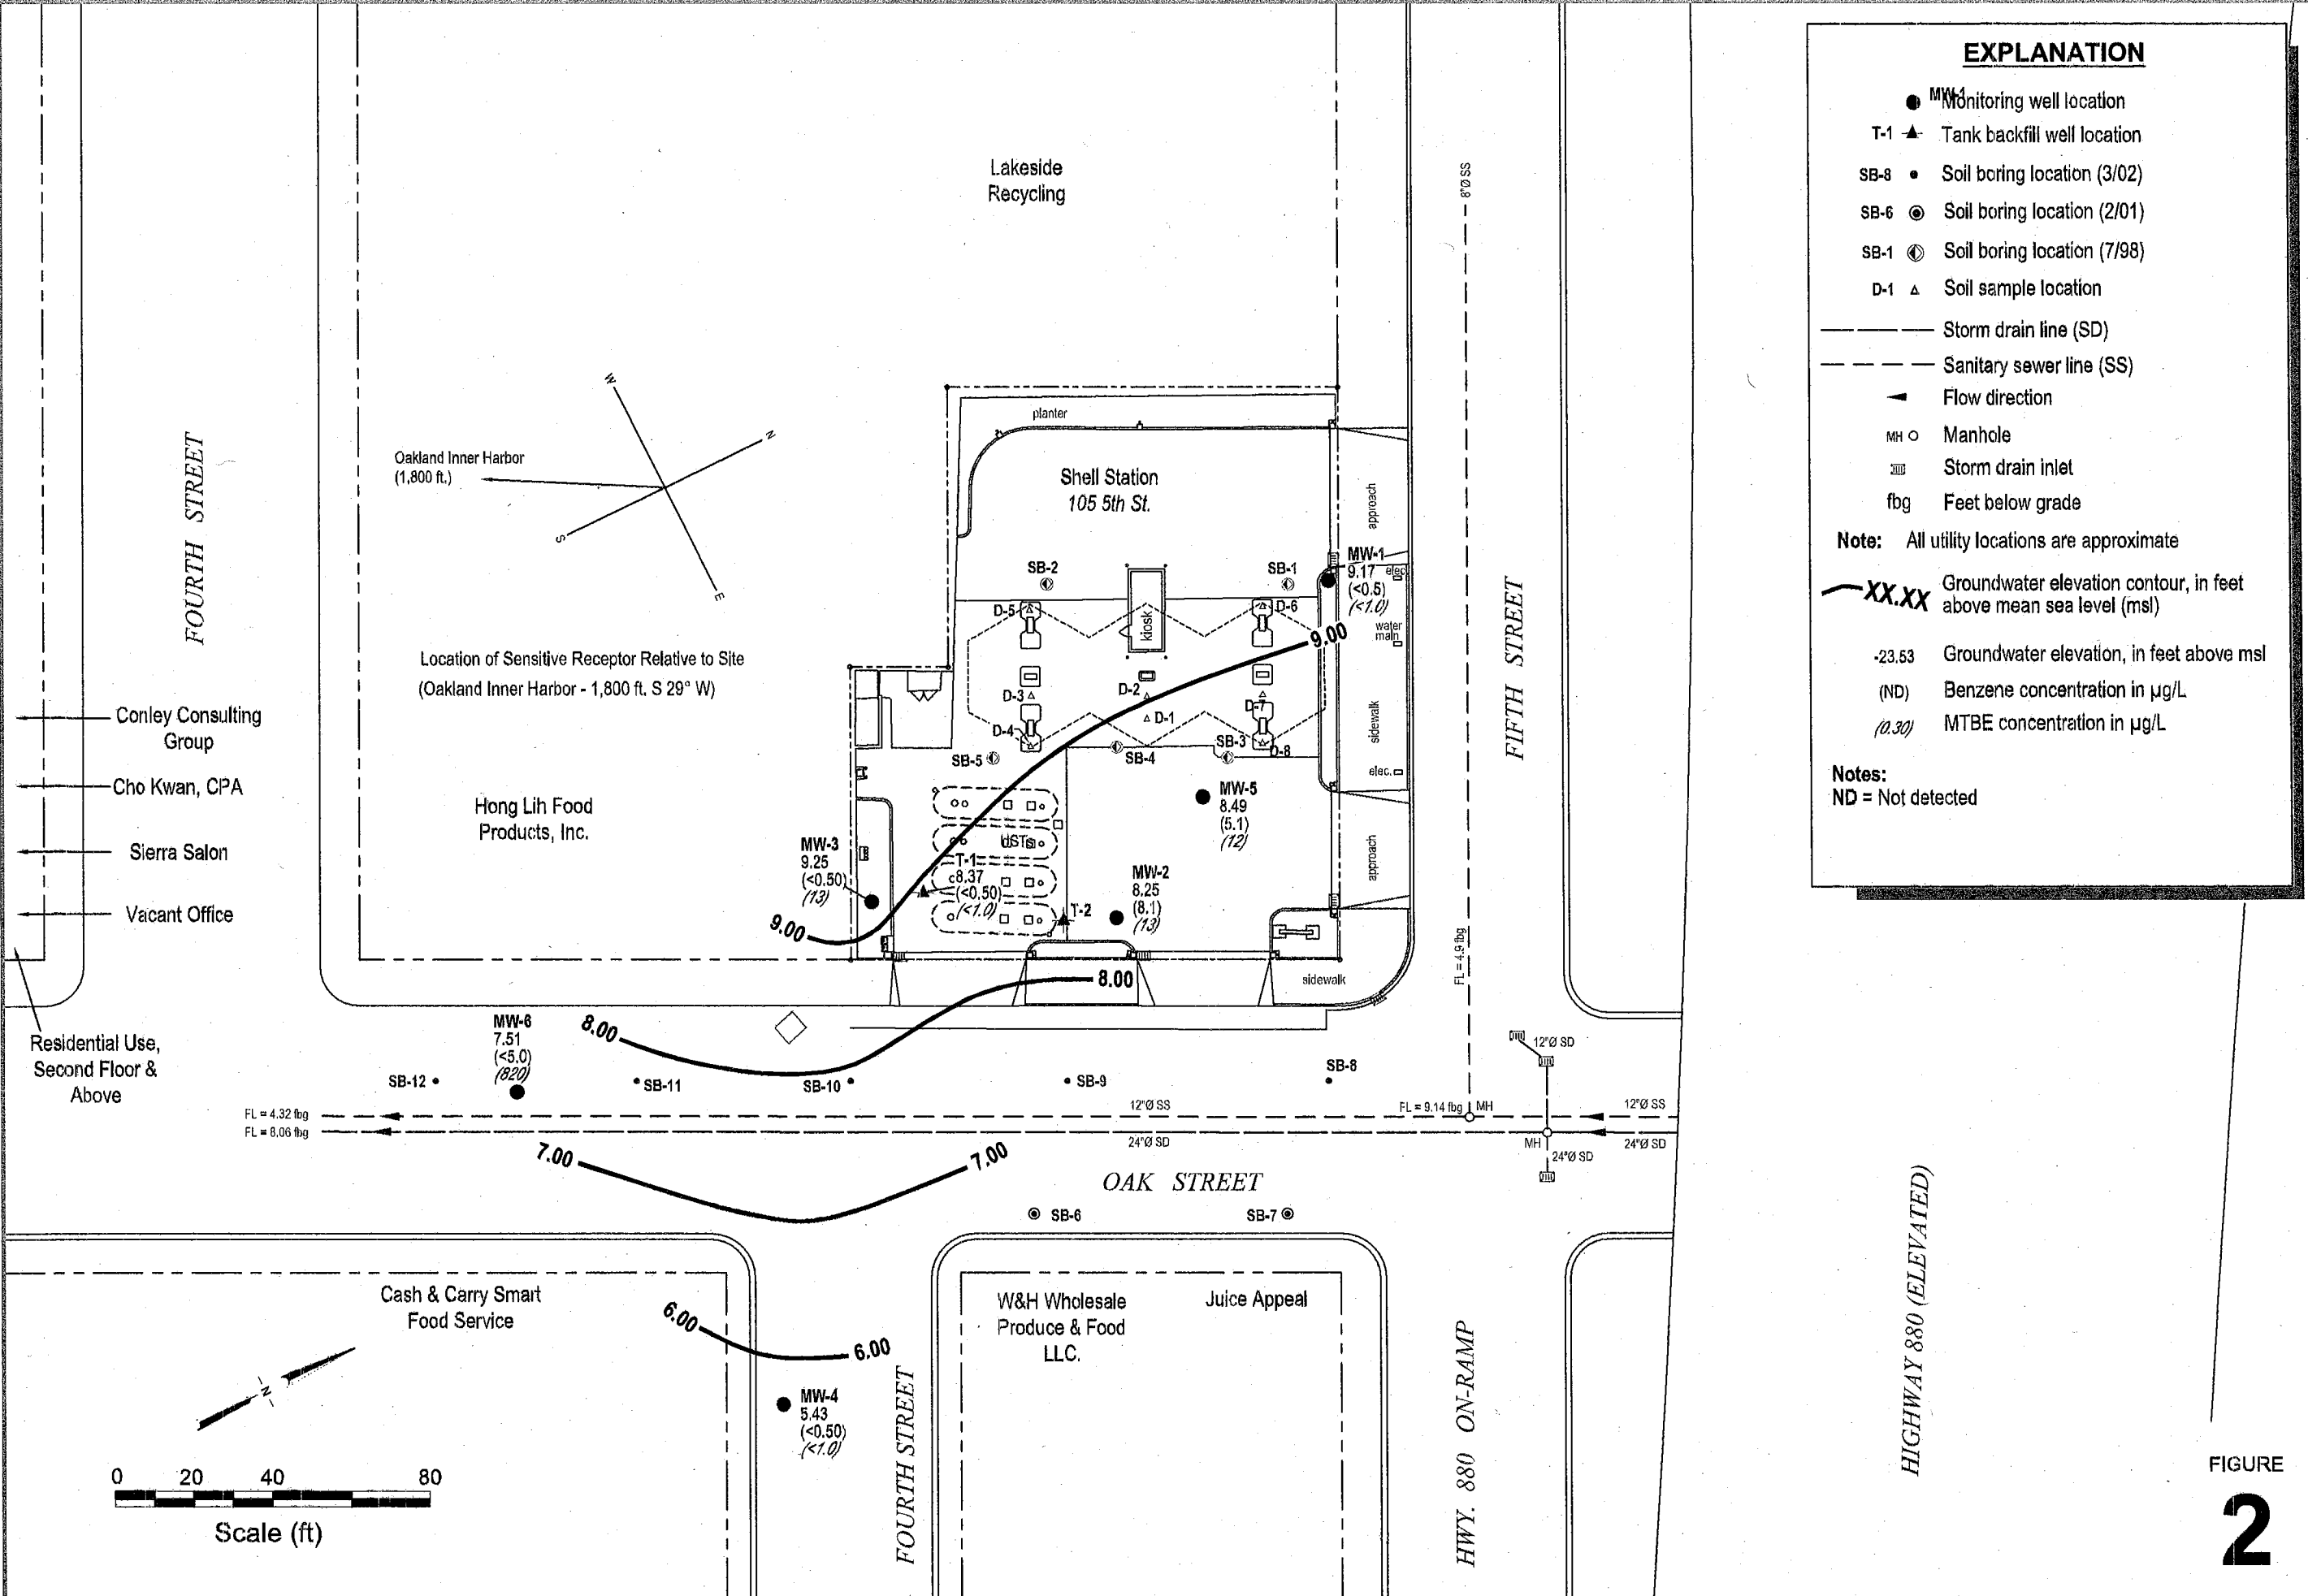 EXPLANATION
MW-1 Monitoring well location
T-1 Tank backfill well location
SB-8 Soil boring location (3/02)
SB-6 Soil boring location (2/01)
SB-1 Soil boring location (7/98)
D-1 Soil sample location
Storm drain line (SD)
Sanitary sewer line (SS)
Flow direction
MH Manhole
Storm drain inlet
fbg Feet below grade
Note: All utility locations are approximate
XX.XX Groundwater elevation contour, in feet
above mean sea level (msl)
-23.53 Groundwater elevation, in feet above msl
(ND) Benzene concentration in µg/L
(0.30) MTBE concentration in µg/L
Notes:
ND = Not detected
Lakeside
Recycling
8"Ø SS
W
N
S
E
Oakland Inner Harbor
(1,800 ft.)
Location of Sensitive Receptor Relative to Site
(Oakland Inner Harbor - 1,800 ft. S 29° W)
FOURTH STREET
planter
Shell Station
105 5th St.
approach
SB-2
SB-1
MW-1
9.17
(<0.5)
(<1.0)
elec
D-5
kiosk
D-6
9.00
water
main
FIFTH STREET
D-3
D-2
D-1
D-7
sidewalk
D-4
SB-5
SB-4
SB-3
D-8
elec.
Conley Consulting
Group
Cho Kwan, CPA
Sierra Salon
Vacant Office
Residential Use,
Second Floor &
Above
Hong Lih Food
Products, Inc.
MW-5
8.49
(5.1)
(12)
USTs
MW-3
9.25
(<0.50)
(13)
T-1
8.37
(<0.50)
(<1.0)
T-2
MW-2
8.25
(8.1)
(13)
approach
9.00
8.00
sidewalk
FL = 4.9 fbg
MW-6
7.51
(<5.0)
(820)
8.00
SB-12
SB-11
SB-10
SB-9
SB-8
12"Ø SD
FL = 4.32 fbg
FL = 8.06 fbg
12"Ø SS
FL = 9.14 fbg
MH
12"Ø SS
24"Ø SD
MH
24"Ø SD
24"Ø SD
7.00
7.00
OAK STREET
SB-6
SB-7
Cash & Carry Smart
Food Service
6.00
6.00
W&H Wholesale
Produce & Food
LLC.
Juice Appeal
MW-4
5.43
(<0.50)
(<1.0)
FOURTH STREET
HWY. 880 ON-RAMP
HIGHWAY 880 (ELEVATED)
N
0 20 40 80
Scale (ft)
FIGURE
2